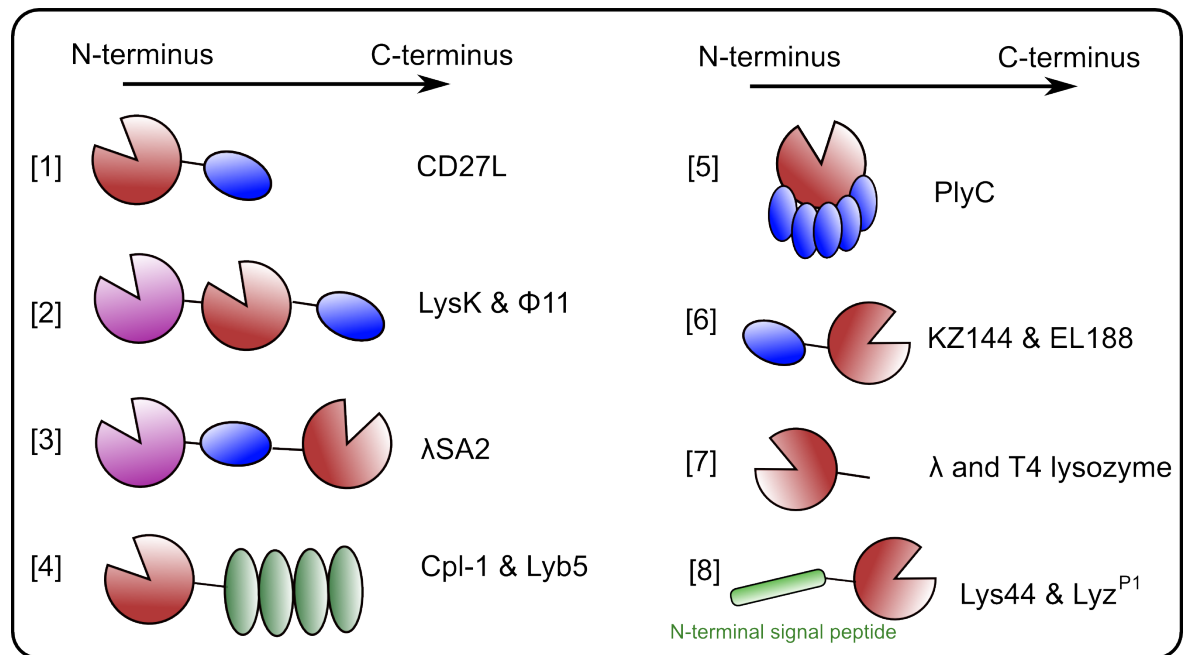 N-terminus C-terminus
[1] CD27L
[2] LysK & Φ11
[3] λSA2
[4] Cpl-1 & Lyb5
N-terminus C-terminus
[5] PlyC
[6] KZ144 & EL188
[7] λ and T4 lysozyme
[8] Lys44 & Lyz^P1
N-terminal signal peptide